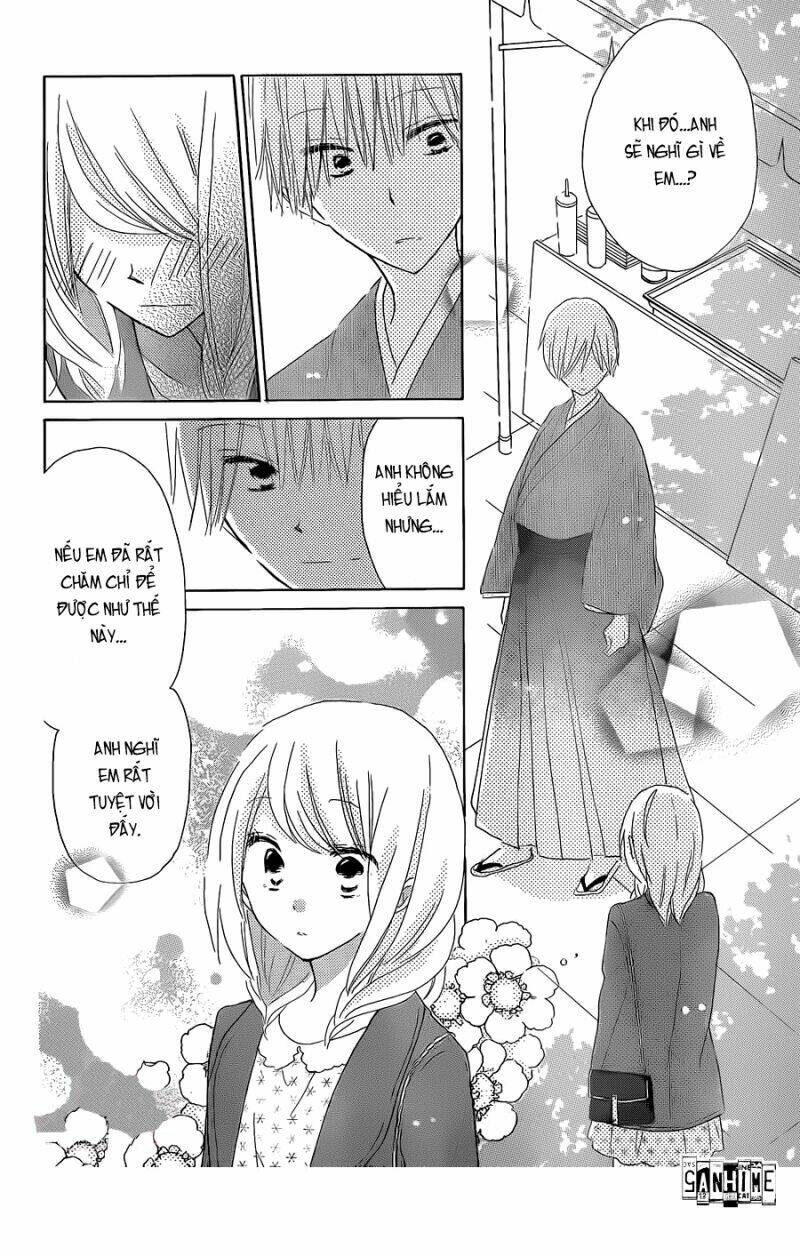 KHI ĐÓ...ANH
SẼ NGHĨ GÌ VỀ
EM...?
ANH KHÔNG
HIỂU LẮM
NHƯNG...
NẾU EM ĐÃ RẤT
CHĂM CHỈ ĐỂ
ĐƯỢC NHƯ THẾ
NÀY...
ANH NGHĨ
EM RẤT
TUYỆT VỜI
ĐẤY.
SANHIME